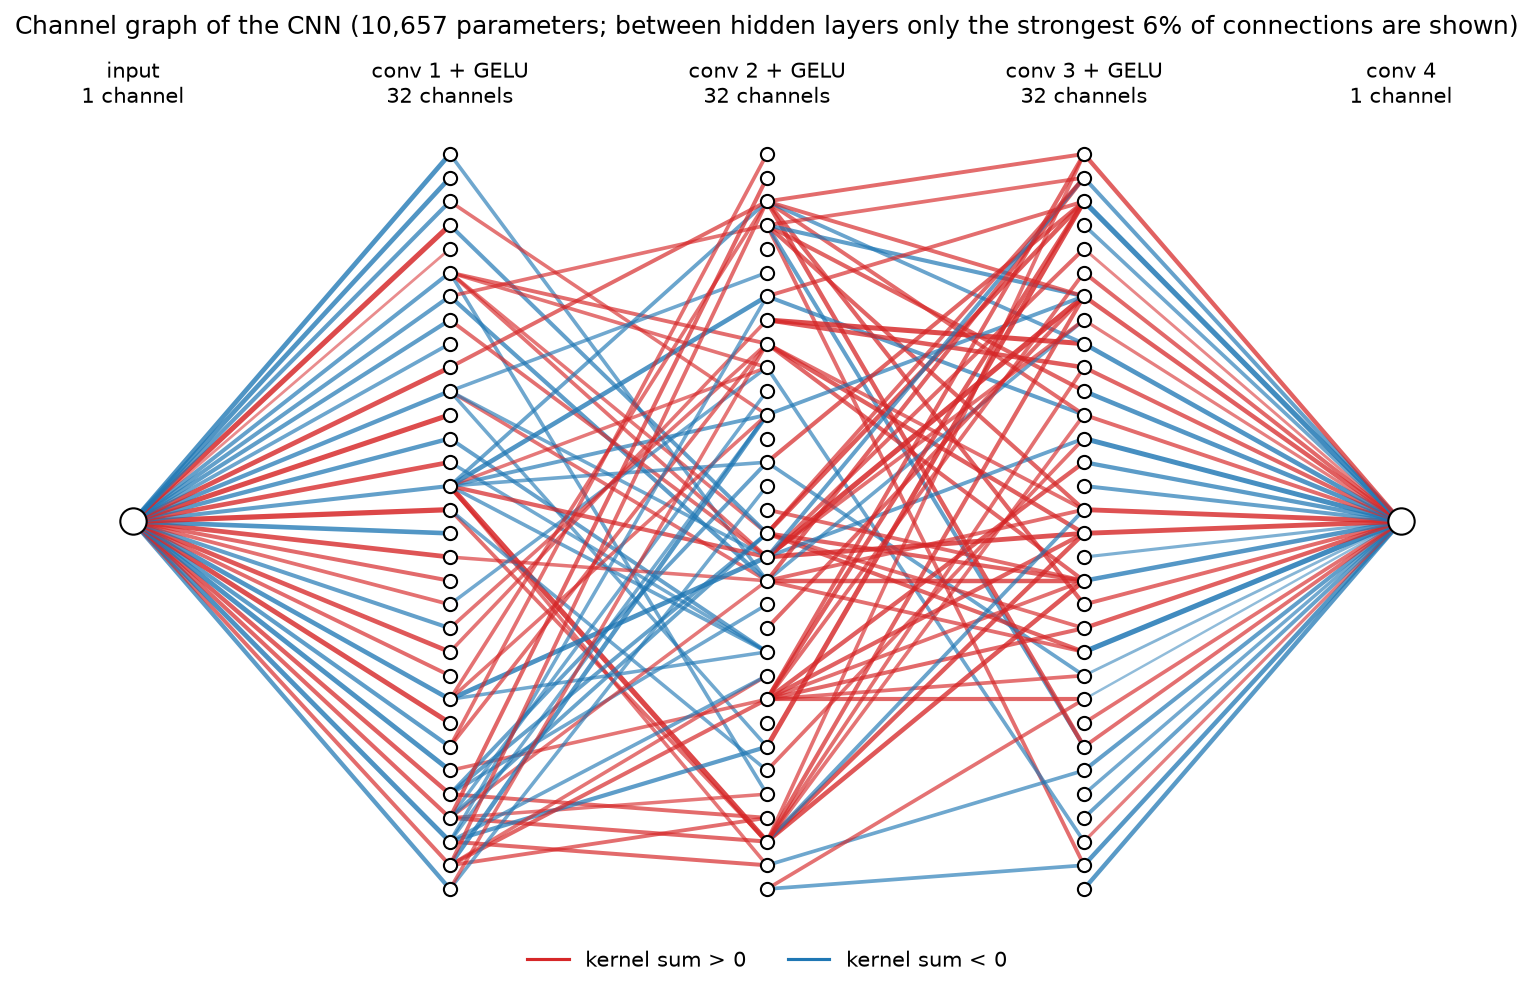 Channel graph of the CNN (10,657 parameters; between hidden layers only the strongest 6% of connections are shown)
input
1 channel
conv 1 + GELU
32 channels
conv 2 + GELU
32 channels
conv 3 + GELU
32 channels
conv 4
1 channel
kernel sum > 0
kernel sum < 0